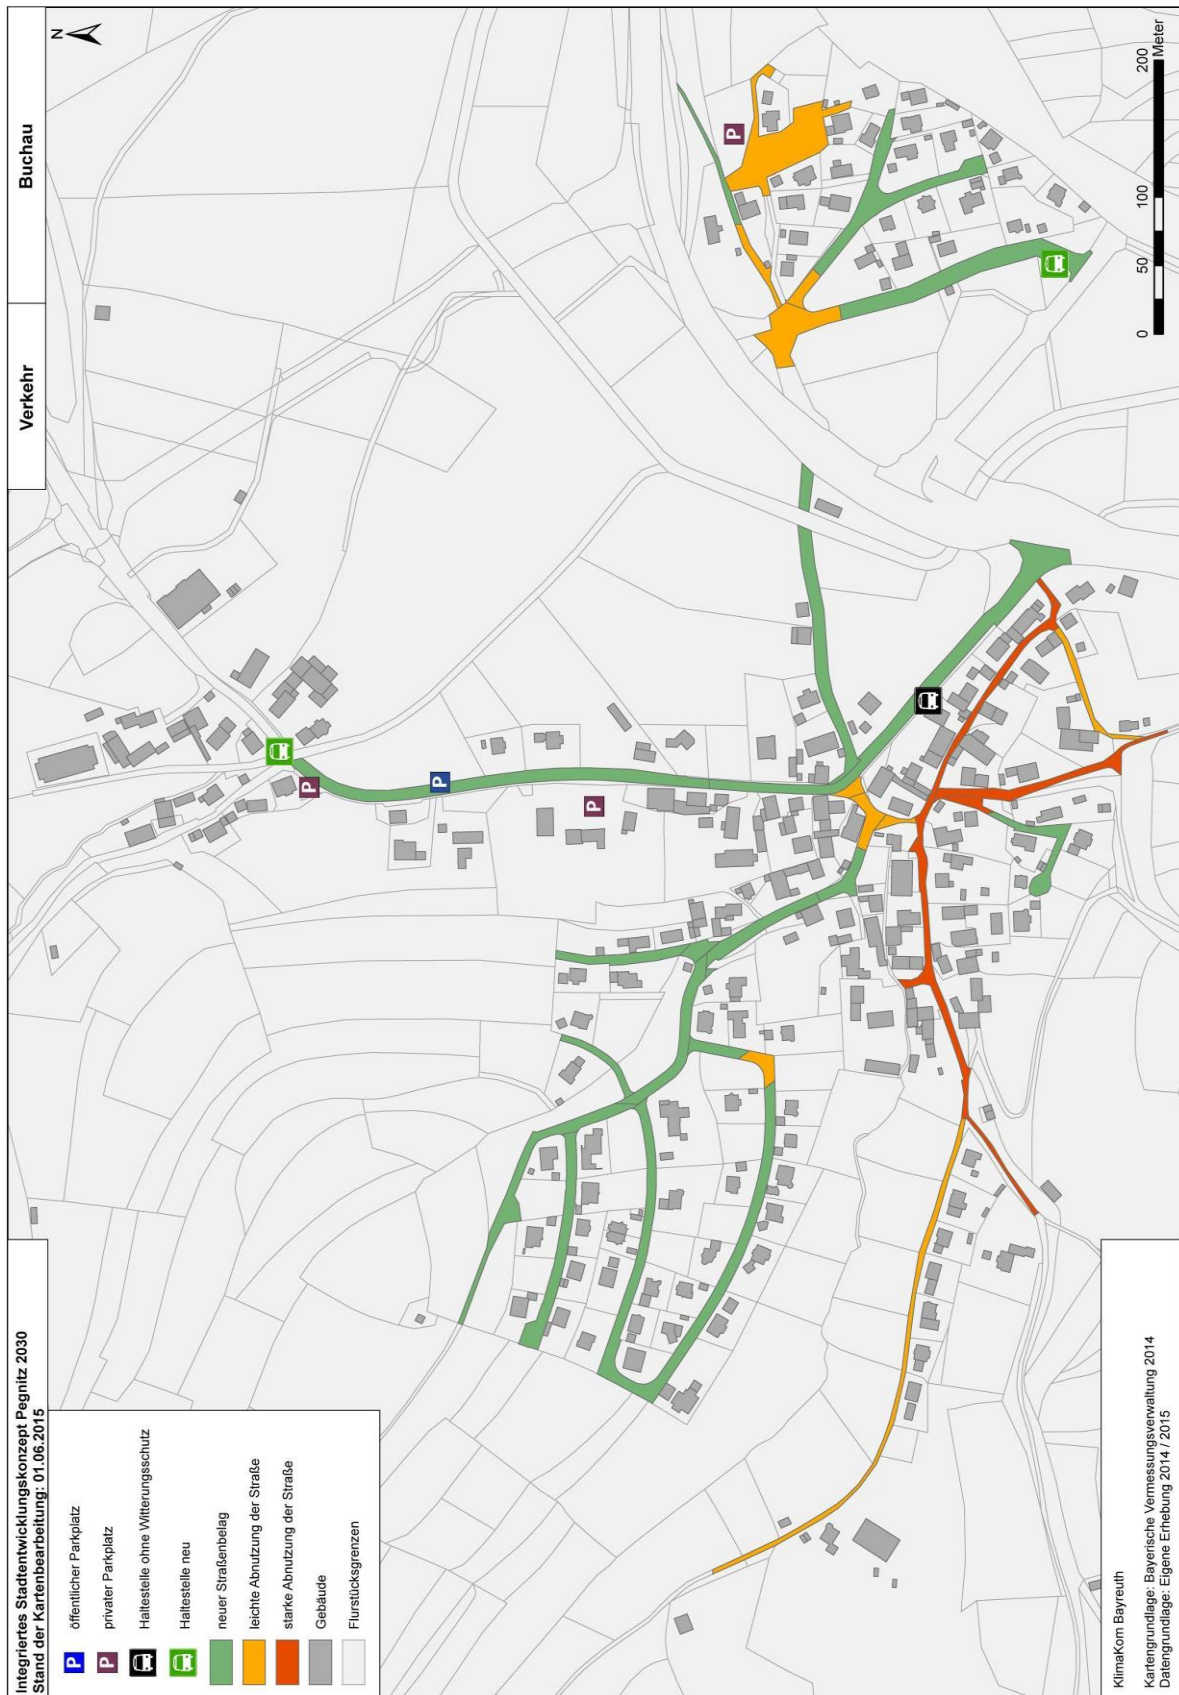 Integriertes Stadtentwicklungskonzept Pegnitz 2030
Stand der Kartenbearbeitung: 01.06.2015
Verkehr
Buchau
N
P öffentlicher Parkplatz
P privater Parkplatz
Haltestelle ohne Witterungsschutz
Haltestelle neu
neuer Straßenbelag
leichte Abnutzung der Straße
starke Abnutzung der Straße
Gebäude
Flurstücksgrenzen
P
P
P
P
KlimaKom Bayreuth
Kartengrundlage: Bayerische Vermessungsverwaltung 2014
Datengrundlage: Eigene Erhebung 2014 / 2015
0 50 100 200
Meter